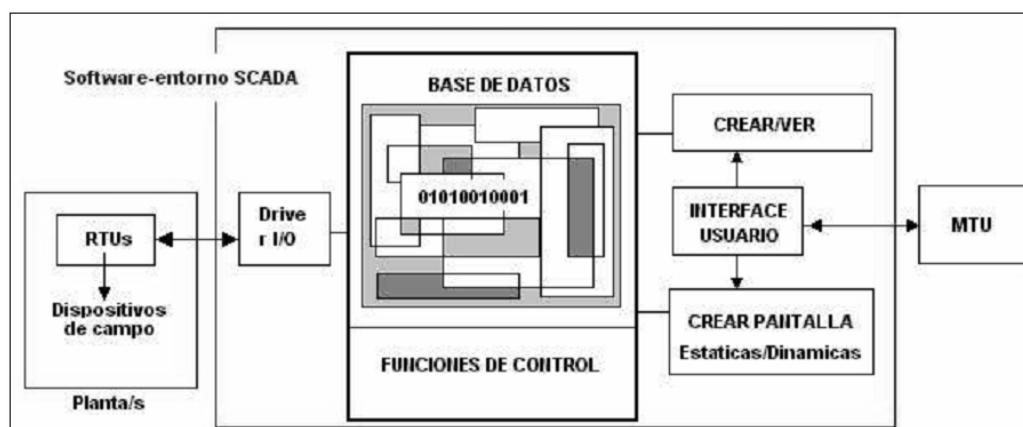 Software-entorno SCADA
BASE DE DATOS
01010010001
CREAR/VER
RTUs
Drive
r I/O
INTERFACE
USUARIO
MTU
Dispositivos
de campo
CREAR PANTALLA
Estaticas/Dinamicas
FUNCIONES DE CONTROL
Planta/s